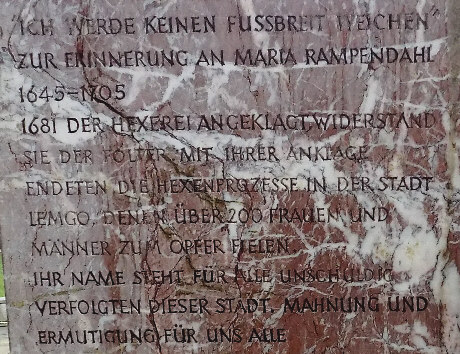 "ICH WERDE KEINEN FUSSBREIT WEICHEN"
ZUR ERINNERUNG AN MARIA RAMPENDAHL
1645=1705
1681 DER HEXEREI ANGEKLAGT, WIDERSTAND
SIE DER FOLTER. MIT IHRER ANKLAGE
ENDETEN DIE HEXENPROZESSE IN DER STADT
LEMGO, DENEN ÜBER 200 FRAUEN UND
MÄNNER ZUM OPFER FIELEN.
IHR NAME STEHT FÜR ALLE UNSCHULDIG
VERFOLGTEN DIESER STADT, MAHNUNG UND
ERMUTIGUNG FÜR UNS ALLE